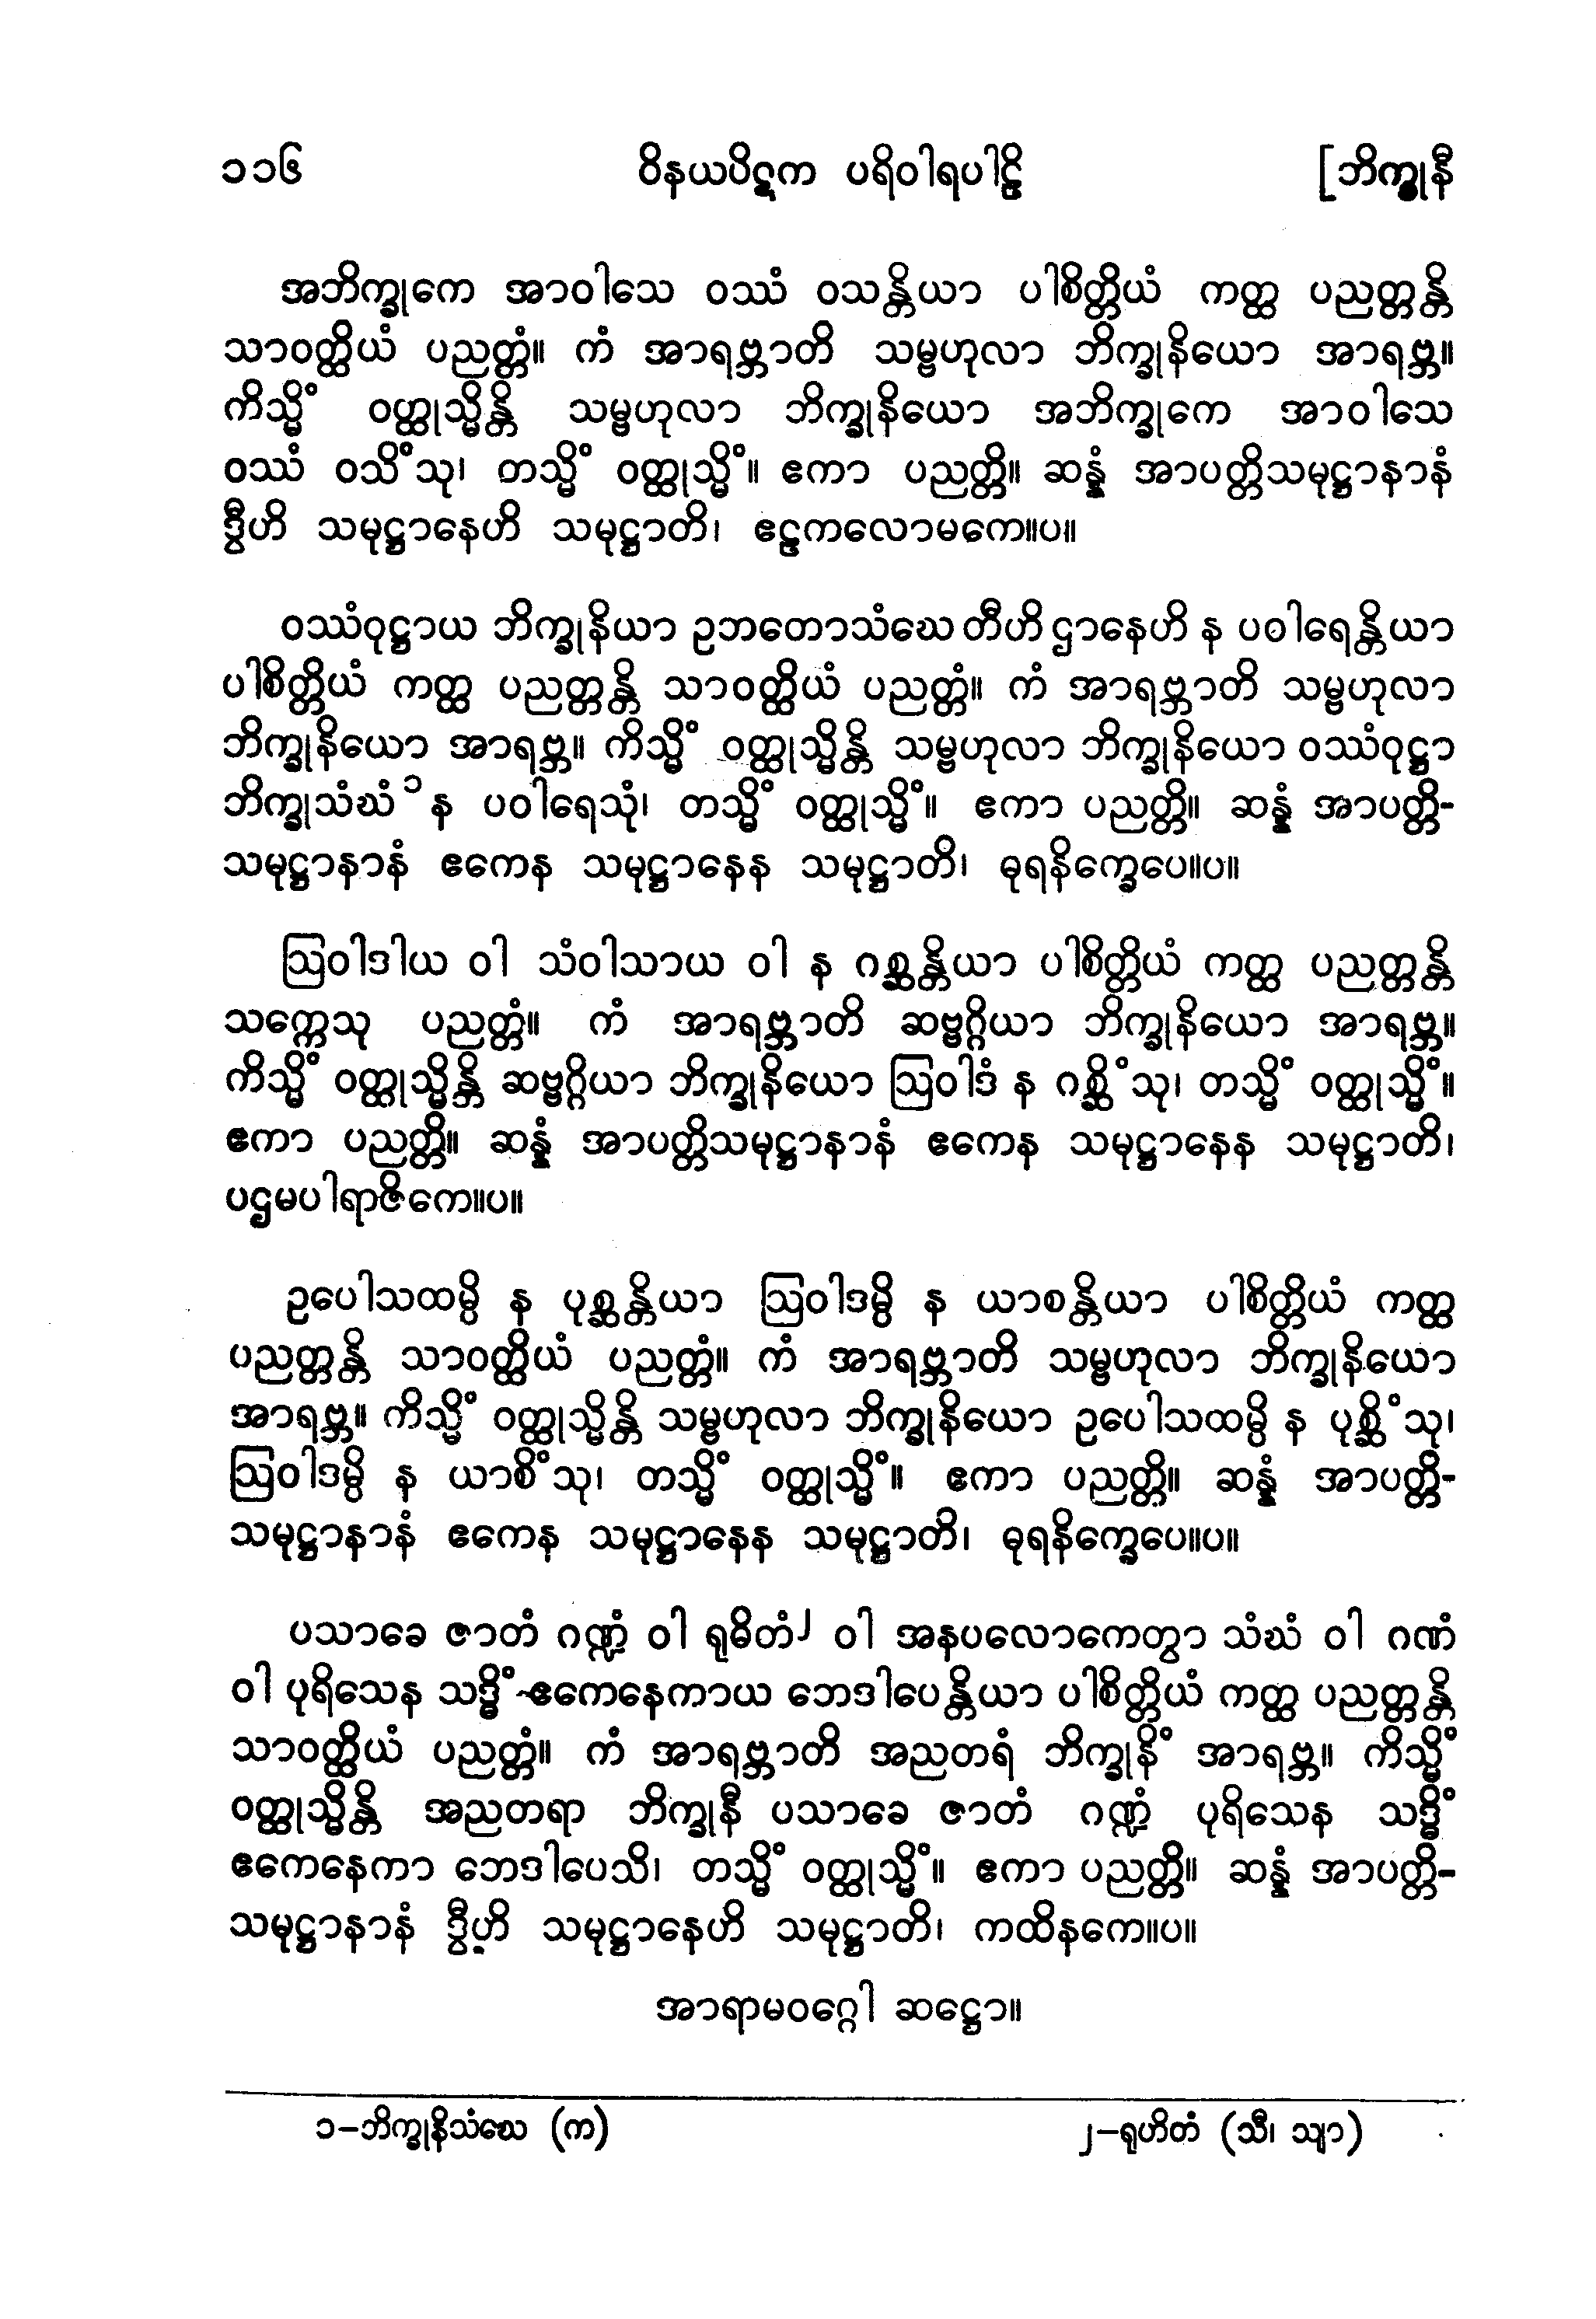 ၁၁၆ ဝိနယပိဋက ပရိဝါရပါဠိ [ဘိက္ခုနီ
အဘိက္ခုကေ အာဝါသေ ဝဿံ ဝသန္တိယာ ပါစိတ္တိယံ ကတ္ထ ပညတ္တန္တိ
သာဝတ္ထိယံ ပညတ္တံ။ ကံ အာရဗ္ဘာတိ သမ္ဗဟုလာ ဘိက္ခုနိယော အာရဗ္ဘ။
ကိသ္မိံ ဝတ္ထုသ္မိန္တိ သမ္ဗဟုလာ ဘိက္ခုနိယော အဘိက္ခုကေ အာဝါသေ
ဝဿံ ဝသိံသု၊ တသ္မိံ ဝတ္ထုသ္မိံ။ ဧကာ ပညတ္တိ။ ဆန္နံ အာပတ္တိသမုဋ္ဌာနာနံ
ဒွီဟိ သမုဋ္ဌာနေဟိ သမုဋ္ဌာတိ၊ ဧဠကလောမကေ။ပ။
ဝဿံဝုဋ္ဌာယ ဘိက္ခုနိယာ ဥဘတောသံဃေ တီဟိ ဌာနေဟိ န ပဝါရေန္တိယာ
ပါစိတ္တိယံ ကတ္ထ ပညတ္တန္တိ သာဝတ္ထိယံ ပညတ္တံ။ ကံ အာရဗ္ဘာတိ သမ္ဗဟုလာ
ဘိက္ခုနိယော အာရဗ္ဘ။ ကိသ္မိံ ဝတ္ထုသ္မိန္တိ သမ္ဗဟုလာ ဘိက္ခုနိယော ဝဿံဝုဋ္ဌာ
ဘိက္ခုသံဃံ ၁ န ပဝါရေသုံ၊ တသ္မိံ ဝတ္ထုသ္မိံ။ ဧကာ ပညတ္တိ။ ဆန္နံ အာပတ္တိ-
သမုဋ္ဌာနာနံ ဧကေန သမုဋ္ဌာနေန သမုဋ္ဌာတိ၊ ဓုရနိက္ခေပေ။ပ။
ဩဝါဒါယ ဝါ သံဝါသာယ ဝါ န ဂစ္ဆန္တိယာ ပါစိတ္တိယံ ကတ္ထ ပညတ္တန္တိ
သက္ကေသု ပညတ္တံ။ ကံ အာရဗ္ဘာတိ ဆဗ္ဗဂ္ဂိယာ ဘိက္ခုနိယော အာရဗ္ဘ။
ကိသ္မိံ ဝတ္ထုသ္မိန္တိ ဆဗ္ဗဂ္ဂိယာ ဘိက္ခုနိယော ဩဝါဒံ န ဂစ္ဆိံသု၊ တသ္မိံ ဝတ္ထုသ္မိံ။
ဧကာ ပညတ္တိ။ ဆန္နံ အာပတ္တိသမုဋ္ဌာနာနံ ဧကေန သမုဋ္ဌာနေန သမုဋ္ဌာတိ၊
ပဌမပါရာဇိကေ။ပ။
ဥပေါသထမ္ပိ န ပုစ္ဆန္တိယာ ဩဝါဒမ္ပိ န ယာစန္တိယာ ပါစိတ္တိယံ ကတ္ထ
ပညတ္တန္တိ သာဝတ္ထိယံ ပညတ္တံ။ ကံ အာရဗ္ဘာတိ သမ္ဗဟုလာ ဘိက္ခုနိယော
အာရဗ္ဘ။ ကိသ္မိံ ဝတ္ထုသ္မိန္တိ သမ္ဗဟုလာ ဘိက္ခုနိယော ဥပေါသထမ္ပိ န ပုစ္ဆိံသု၊
ဩဝါဒမ္ပိ န ယာစိံသု၊ တသ္မိံ ဝတ္ထုသ္မိံ။ ဧကာ ပညတ္တိ။ ဆန္နံ အာပတ္တိ-
သမုဋ္ဌာနာနံ ဧကေန သမုဋ္ဌာနေန သမုဋ္ဌာတိ၊ ဓုရနိက္ခေပေ။ပ။
ပသာခေ ဇာတံ ဂဏ္ဍံ ဝါ ရုဓိတံ၂ ဝါ အနပလောကေတွာ သံဃံ ဝါ ဂဏံ
ဝါ ပုရိသေန သဒ္ဓိံ ဧကေနေကာယ ဘေဒါပေန္တိယာ ပါစိတ္တိယံ ကတ္ထ ပညတ္တန္တိ
သာဝတ္ထိယံ ပညတ္တံ။ ကံ အာရဗ္ဘာတိ အညတရံ ဘိက္ခုနိံ အာရဗ္ဘ။ ကိသ္မိံ
ဝတ္ထုသ္မိန္တိ အညတရာ ဘိက္ခုနီ ပသာခေ ဇာတံ ဂဏ္ဍံ ပုရိသေန သဒ္ဓိံ
ဧကေနေကာ ဘေဒါပေသိ၊ တသ္မိံ ဝတ္ထုသ္မိံ။ ဧကာ ပညတ္တိ။ ဆန္နံ အာပတ္တိ-
သမုဋ္ဌာနာနံ ဒွီဟိ သမုဋ္ဌာနေဟိ သမုဋ္ဌာတိ၊ ကထိနကေ။ပ။
အာရာမဝဂ္ဂေါ ဆဋ္ဌော။
၁-ဘိက္ခုနိသံဃေ (က) ၂-ရုဟိတံ (သီ၊ သျာ)